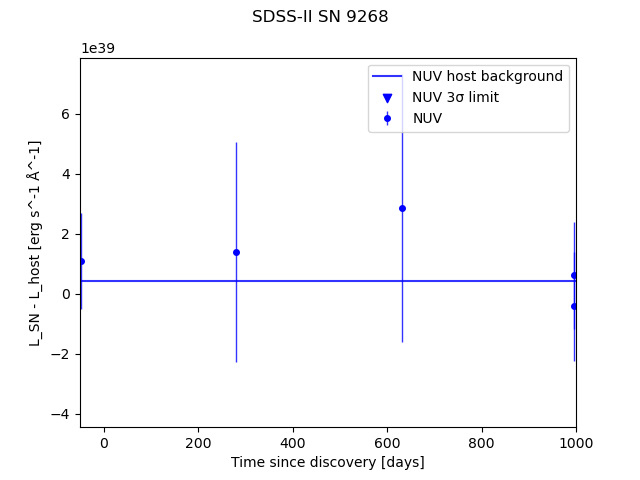 SDSS-II SN 9268
1e39
NUV host background
NUV 3σ limit
NUV
6
4
2
0
−2
−4
L_SN - L_host [erg s^-1 Å^-1]
0 200 400 600 800 1000
Time since discovery [days]